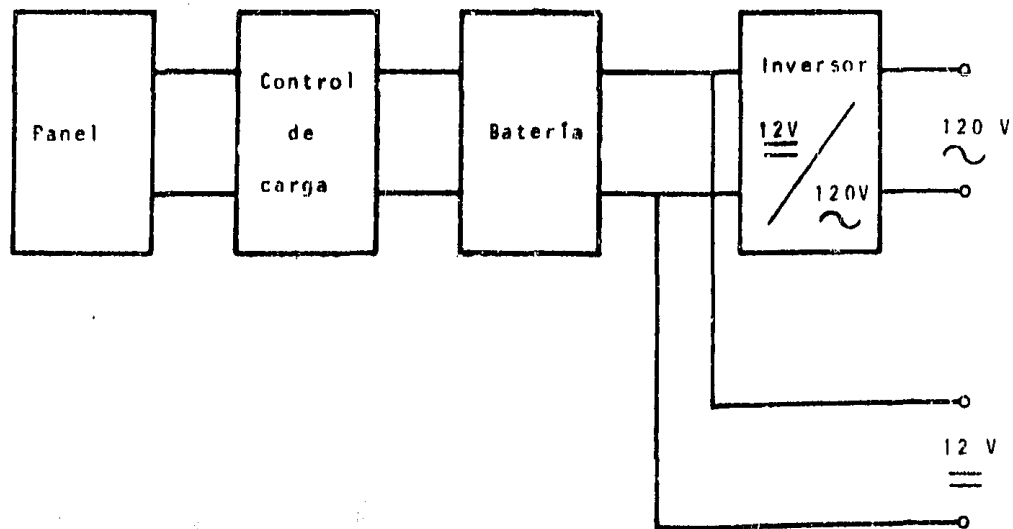 Panel
Control
de
carga
Batería
Inversor
12V
120V
120 V
12 V